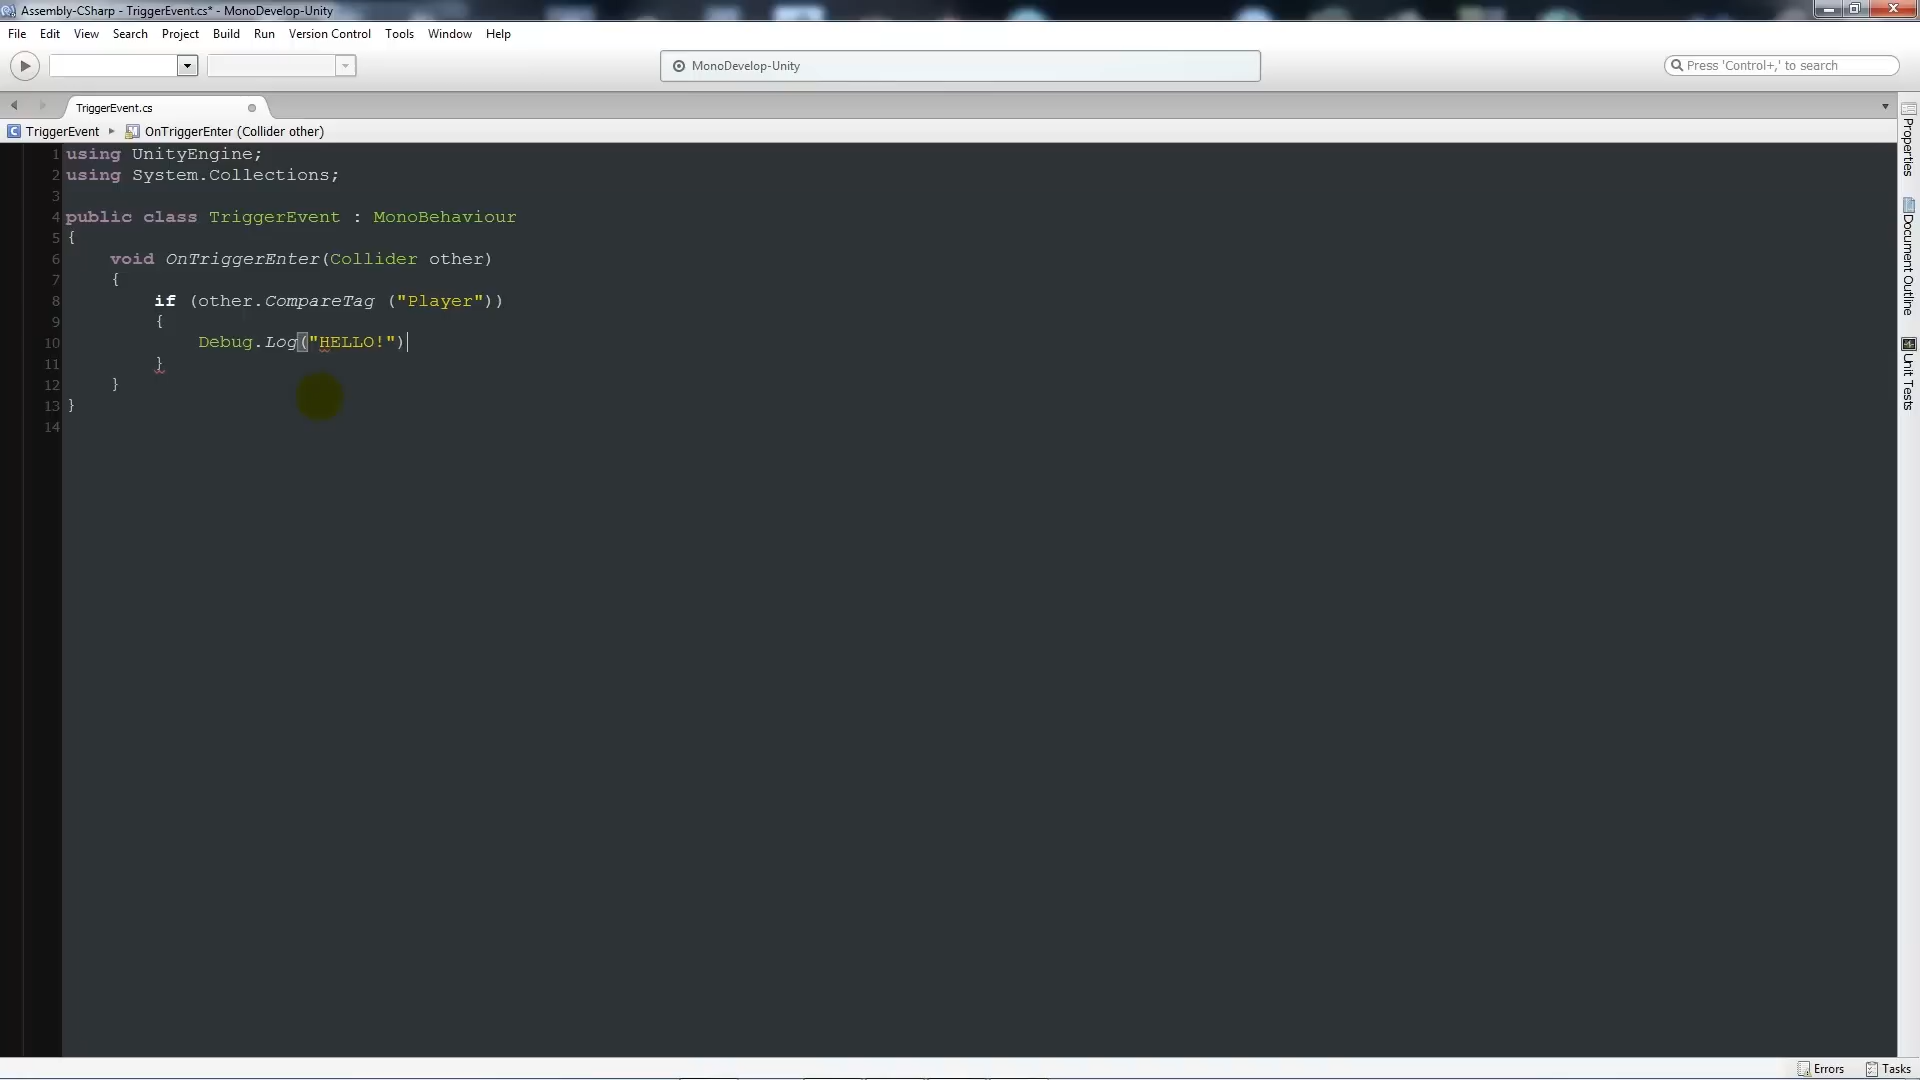 Assembly-CSharp - TriggerEvent.cs* - MonoDevelop-Unity
File Edit View Search Project Build Run Version Control Tools Window Help
MonoDevelop-Unity
Press 'Control+,' to search
TriggerEvent.cs
TriggerEvent OnTriggerEnter (Collider other)
1 using UnityEngine;
2 using System.Collections;
3
4 public class TriggerEvent : MonoBehaviour
5 {
6 void OnTriggerEnter(Collider other)
7 {
8 if (other.CompareTag ("Player"))
9 {
10 Debug.Log("HELLO!")
11 }
12 }
13 }
14
Properties
Document Outline
Unit Tests
Errors Tasks